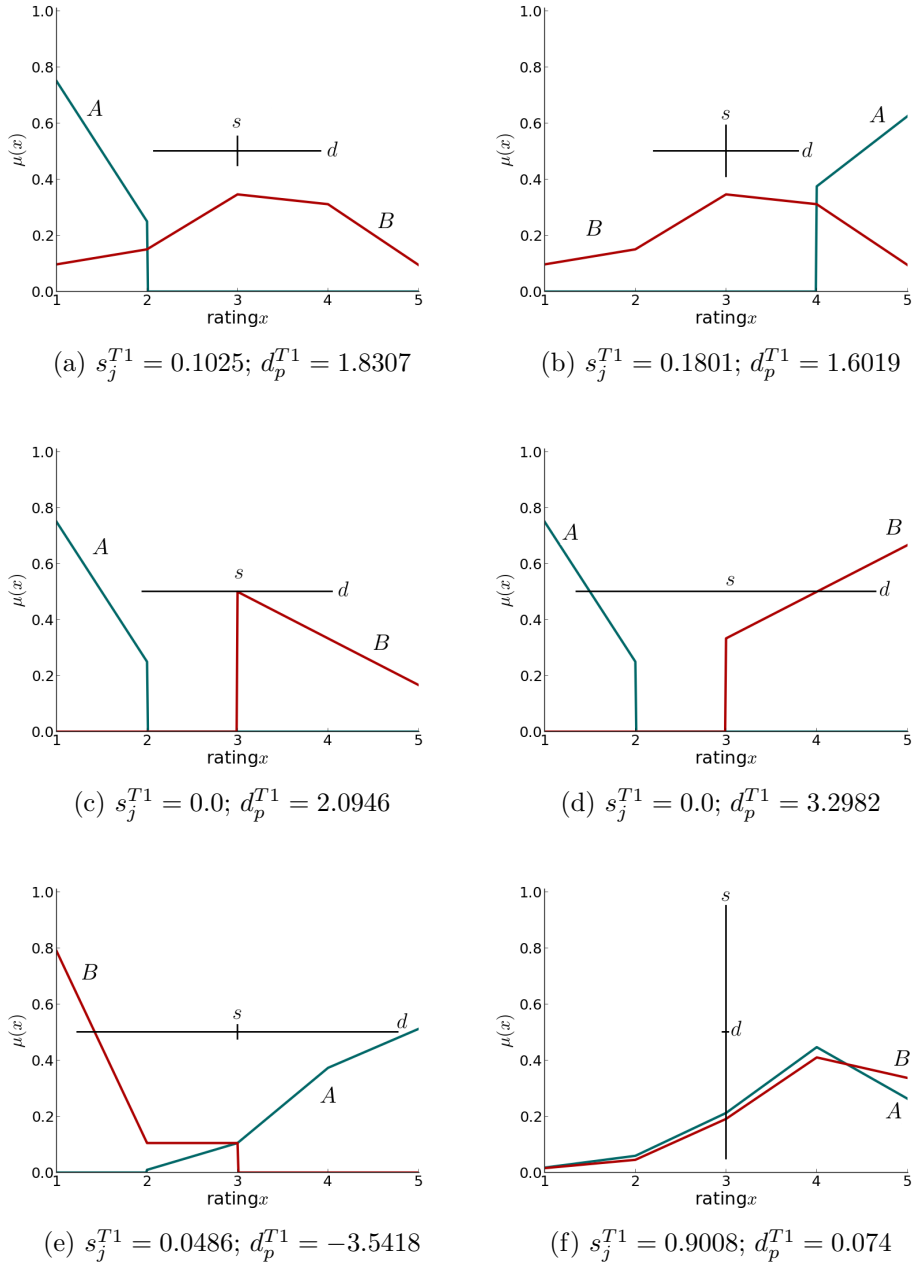 1.0
0.8
0.6
0.4
0.2
0.0
μ(x)
A
s
d
B
1 2 3 4 5
rating x
(a) s_j^{T1} = 0.1025; d_p^{T1} = 1.8307
1.0
0.8
0.6
0.4
0.2
0.0
μ(x)
s
A
d
B
1 2 3 4 5
rating x
(b) s_j^{T1} = 0.1801; d_p^{T1} = 1.6019
1.0
0.8
0.6
0.4
0.2
0.0
μ(x)
A
s
d
B
1 2 3 4 5
rating x
(c) s_j^{T1} = 0.0; d_p^{T1} = 2.0946
1.0
0.8
0.6
0.4
0.2
0.0
μ(x)
A
B
s
d
1 2 3 4 5
rating x
(d) s_j^{T1} = 0.0; d_p^{T1} = 3.2982
1.0
0.8
0.6
0.4
0.2
0.0
μ(x)
B
s
d
A
1 2 3 4 5
rating x
(e) s_j^{T1} = 0.0486; d_p^{T1} = −3.5418
1.0
0.8
0.6
0.4
0.2
0.0
μ(x)
s
d
B
A
1 2 3 4 5
rating x
(f) s_j^{T1} = 0.9008; d_p^{T1} = 0.074